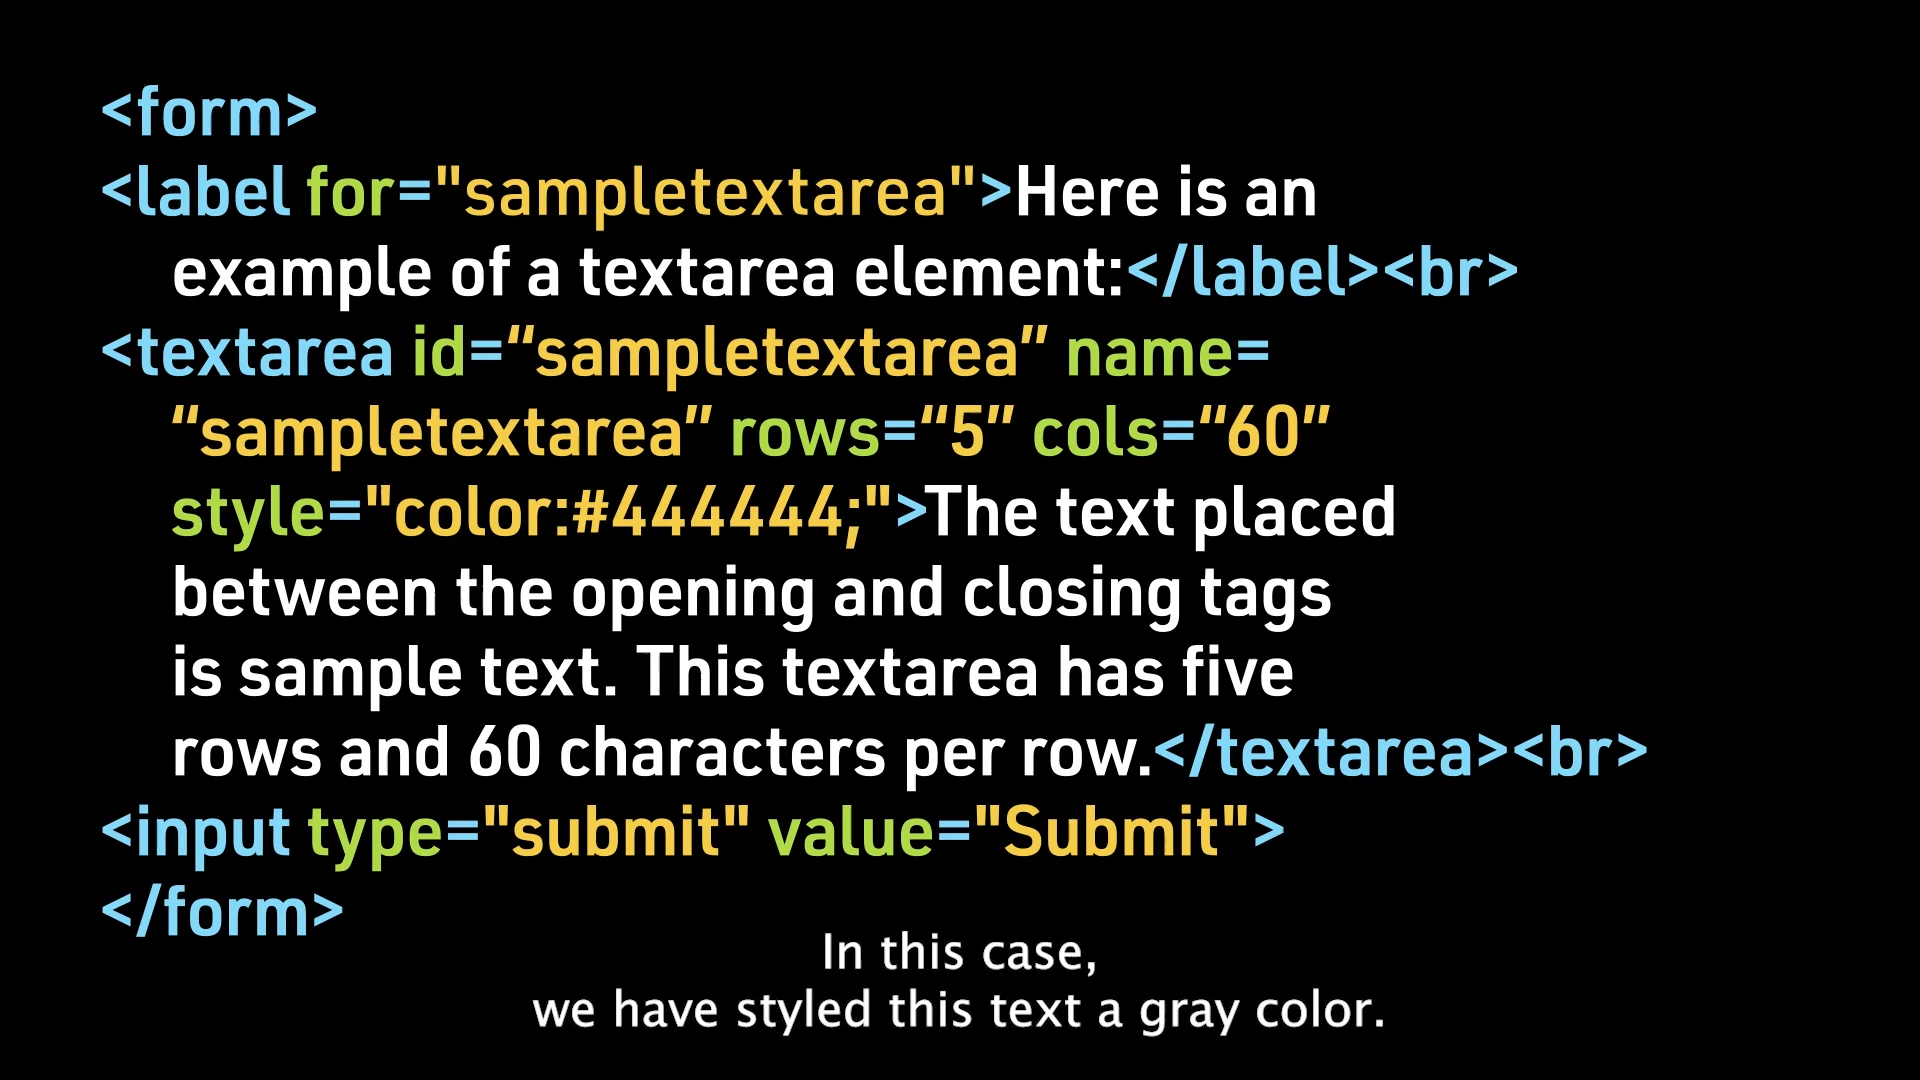 <form>
<label for="sampletextarea">Here is an
example of a textarea element:</label><br>
<textarea id=“sampletextarea” name=
“sampletextarea” rows=“5” cols=“60”
style="color:#444444;">The text placed
between the opening and closing tags
is sample text. This textarea has five
rows and 60 characters per row.</textarea><br>
<input type="submit" value="Submit">
</form>
In this case,
we have styled this text a gray color.